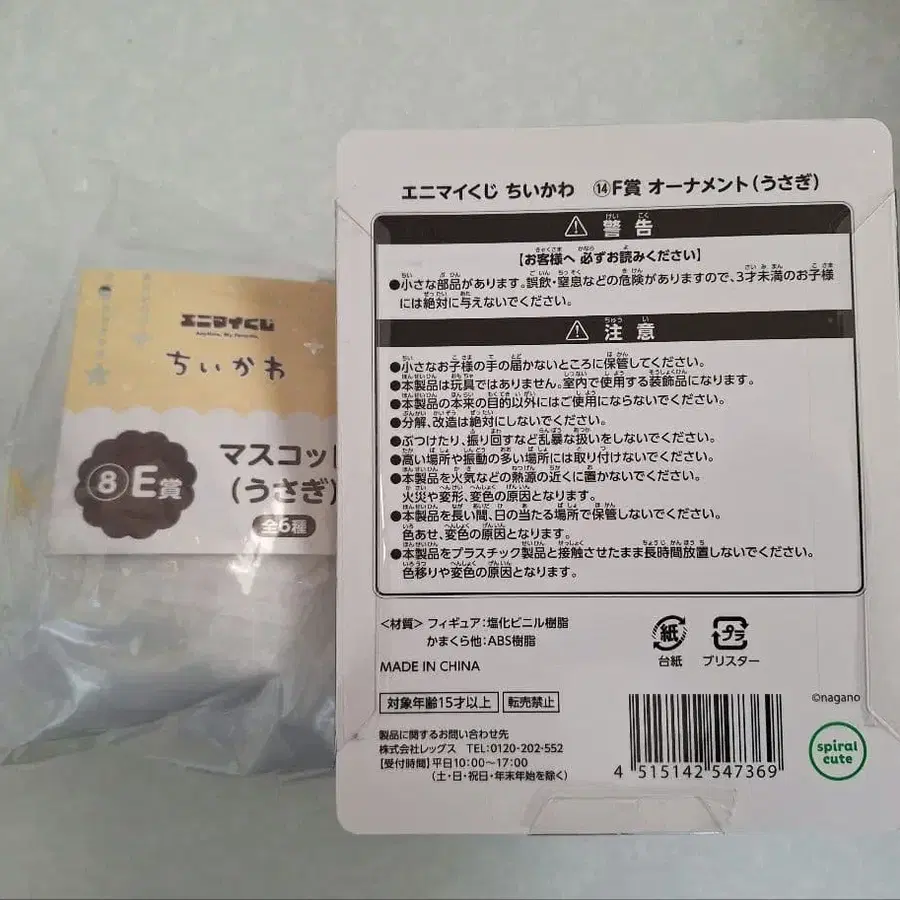 エニマイくじ
Anytime, My Favorite.
ちいかわ
⑧E賞
マスコット
(うさぎ)
全6種
エニマイくじ ちいかわ ⑭F賞 オーナメント(うさぎ)
⚠ 警告
【お客様へ 必ずお読みください】
●小さな部品があります。誤飲・窒息などの危険がありますので、3才未満のお子様
には絶対に与えないでください。
⚠ 注意
●小さなお子様の手の届かないところに保管してください。
●本製品は玩具ではありません。室内で使用する装飾品になります。
●本製品の本来の目的以外にはご使用にならないでください。
●分解、改造は絶対にしないでください。
●ぶつけたり、振り回すなど乱暴な扱いをしないでください。
●高い場所や振動の多い場所には取り付けないでください。
●本製品を火気などの熱源の近くに置かないでください。
火災や変形、変色の原因となります。
●本製品を長い間、日の当たる場所で保管しないでください。
色あせ、変色の原因となります。
●本製品をプラスチック製品と接触させたまま長時間放置しないでください。
色移りや変色の原因となります。
<材質> フィギュア:塩化ビニル樹脂
かまくら他:ABS樹脂
MADE IN CHINA
紙
台紙
プラ
ブリスター
対象年齢15才以上 転売禁止
©nagano
製品に関するお問い合わせ先
株式会社レッグス TEL:0120-202-552
【受付時間】平日10:00~17:00
(土・日・祝日・年末年始を除く)
4 515142 547369
spiral
cute